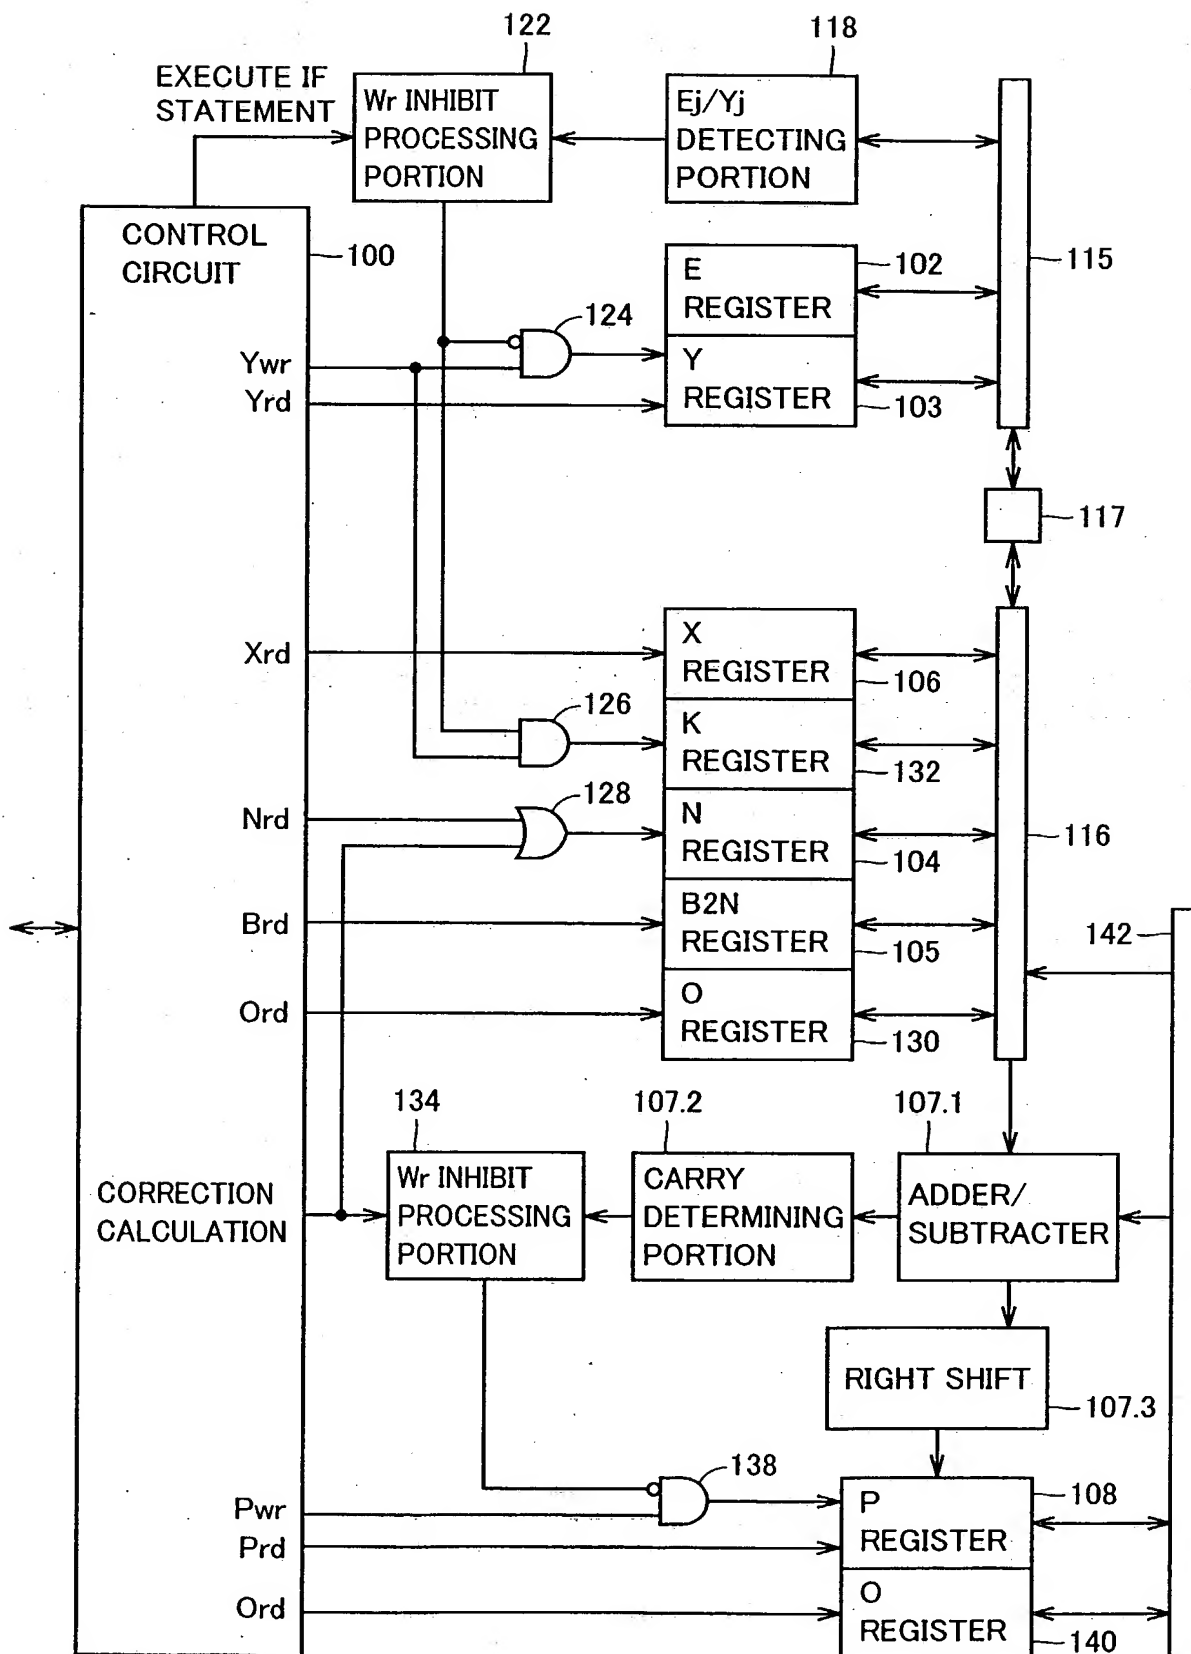 122
118
EXECUTE IF
STATEMENT
Wr INHIBIT
PROCESSING
PORTION
Ej/Yj
DETECTING
PORTION
CONTROL
CIRCUIT
100
E
REGISTER
102
115
124
Ywr
Yrd
Y
REGISTER
103
117
Xrd
X
REGISTER
106
126
K
REGISTER
132
Nrd
128
N
REGISTER
104
116
Brd
B2N
REGISTER
105
142
Ord
O
REGISTER
130
134
107.2
107.1
CORRECTION
CALCULATION
Wr INHIBIT
PROCESSING
PORTION
CARRY
DETERMINING
PORTION
ADDER/
SUBTRACTER
RIGHT SHIFT
107.3
138
Pwr
Prd
P
REGISTER
108
Ord
O
REGISTER
140